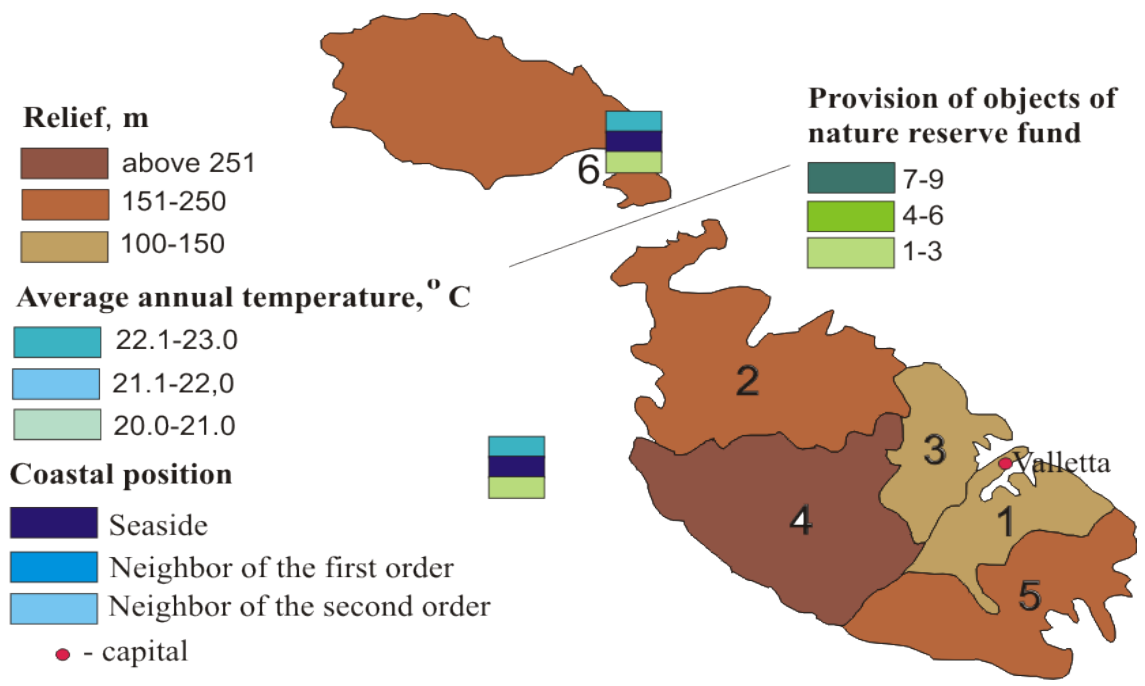 Relief, m
above 251
151-250
100-150
Average annual temperature, o C
22.1-23.0
21.1-22,0
20.0-21.0
Coastal position
Seaside
Neighbor of the first order
Neighbor of the second order
- capital
Provision of objects of
nature reserve fund
7-9
4-6
1-3
6
2
3
Valletta
4
1
5